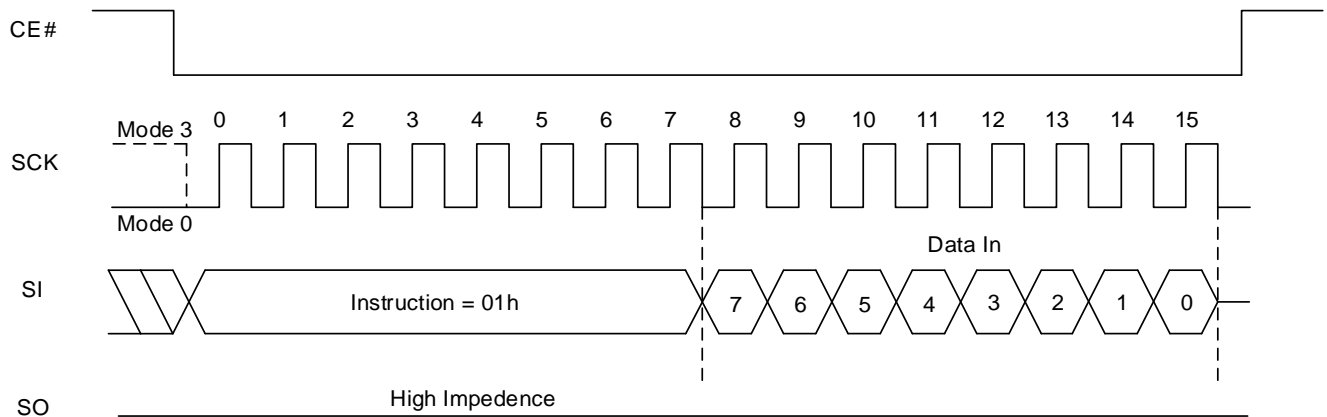 CE#
0 1 2 3 4 5 6 7 8 9 10 11 12 13 14 15
Mode 3
SCK
Mode 0
Data In
SI
Instruction = 01h
7 6 5 4 3 2 1 0
High Impedence
SO